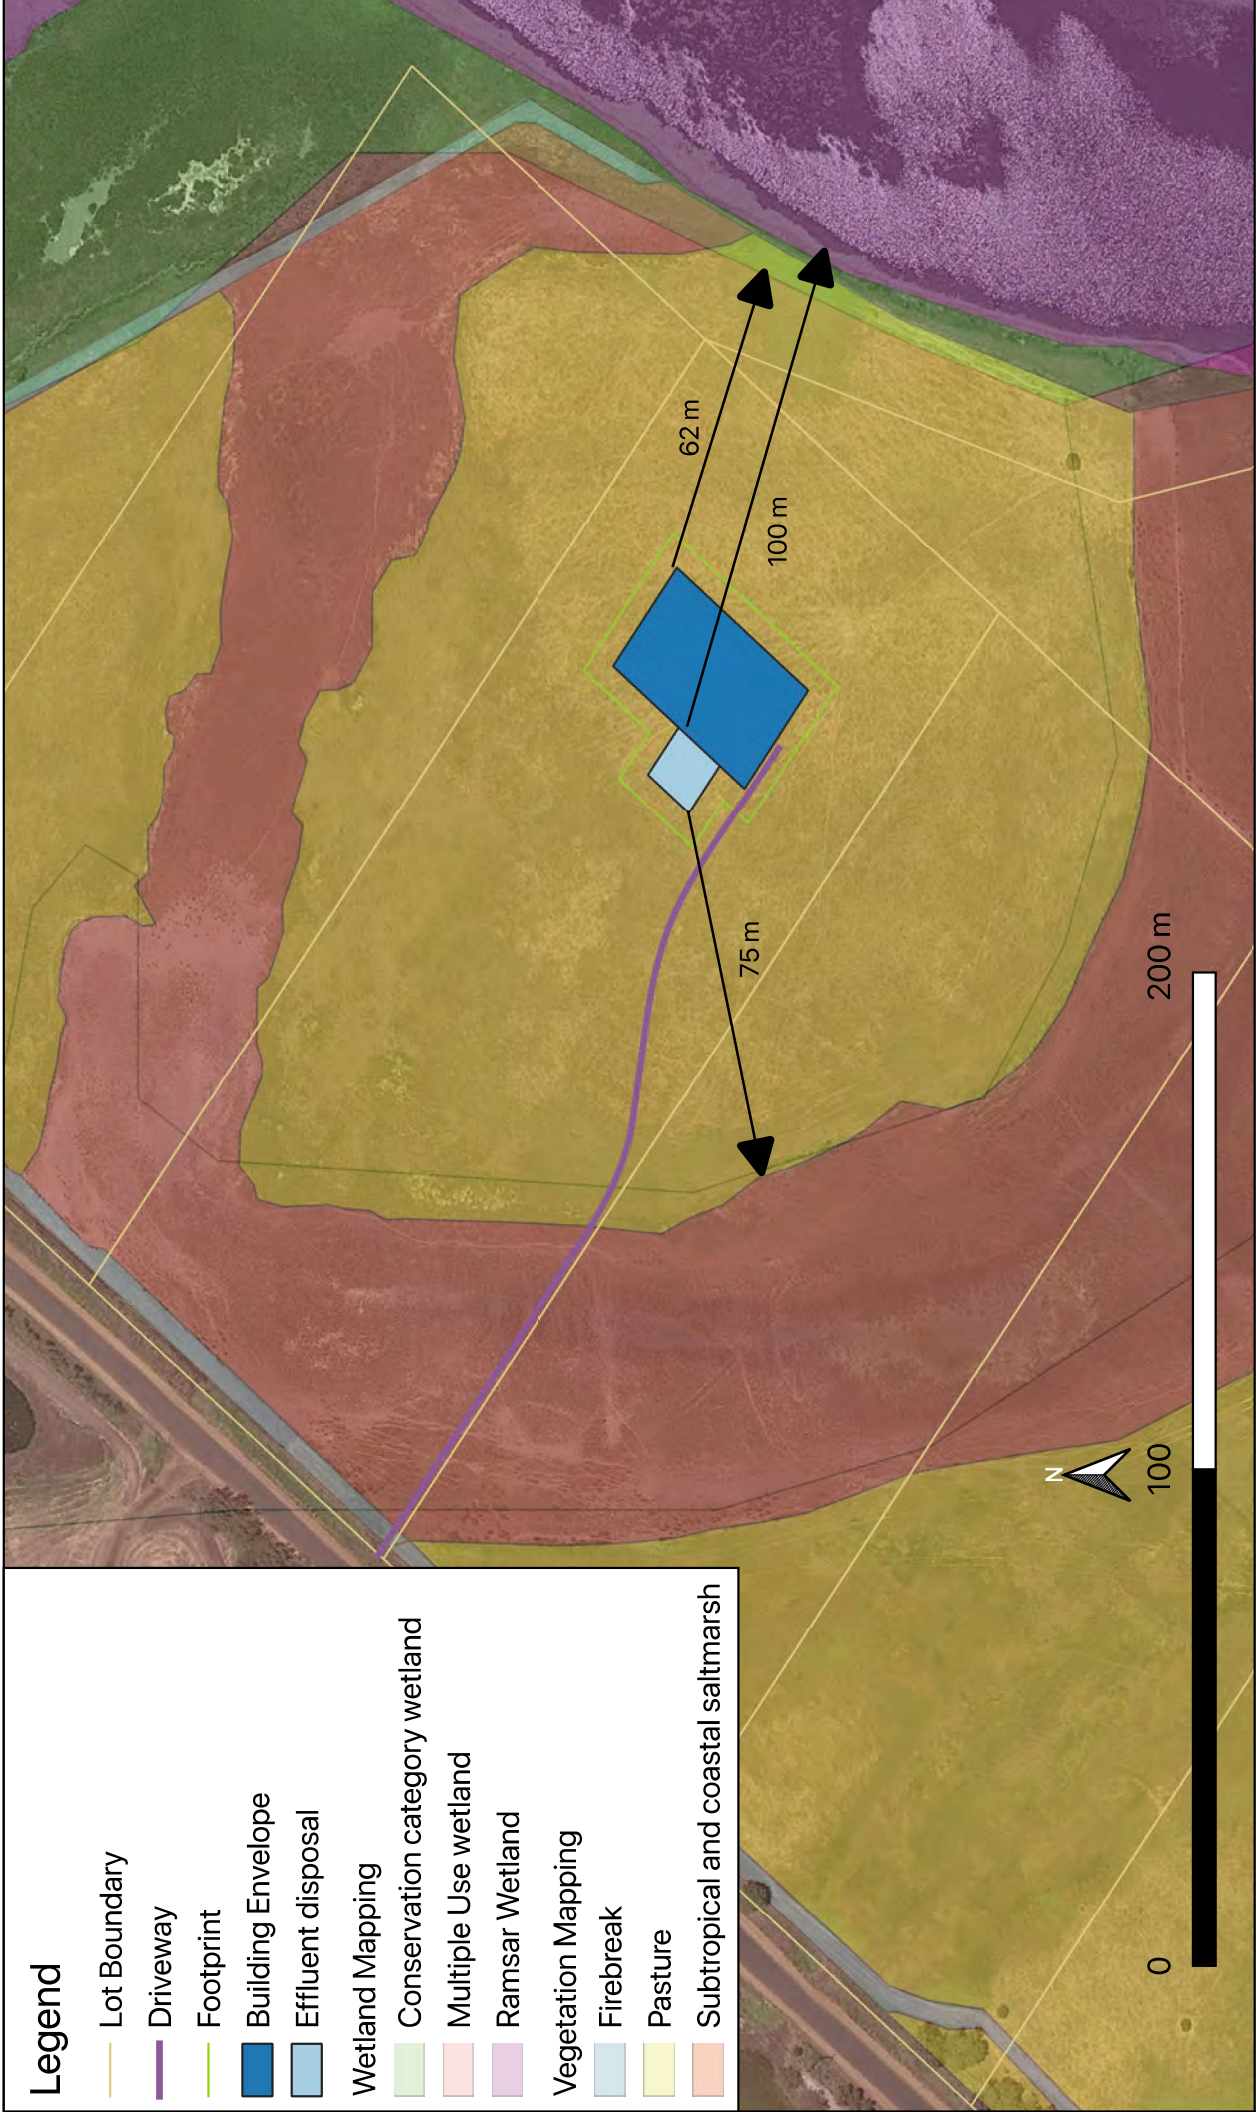 Legend
Lot Boundary
Driveway
Footprint
Building Envelope
Effluent disposal
Wetland Mapping
Conservation category wetland
Multiple Use wetland
Ramsar Wetland
Vegetation Mapping
Firebreak
Pasture
Subtropical and coastal saltmarsh
62 m
100 m
75 m
N
0
100
200 m